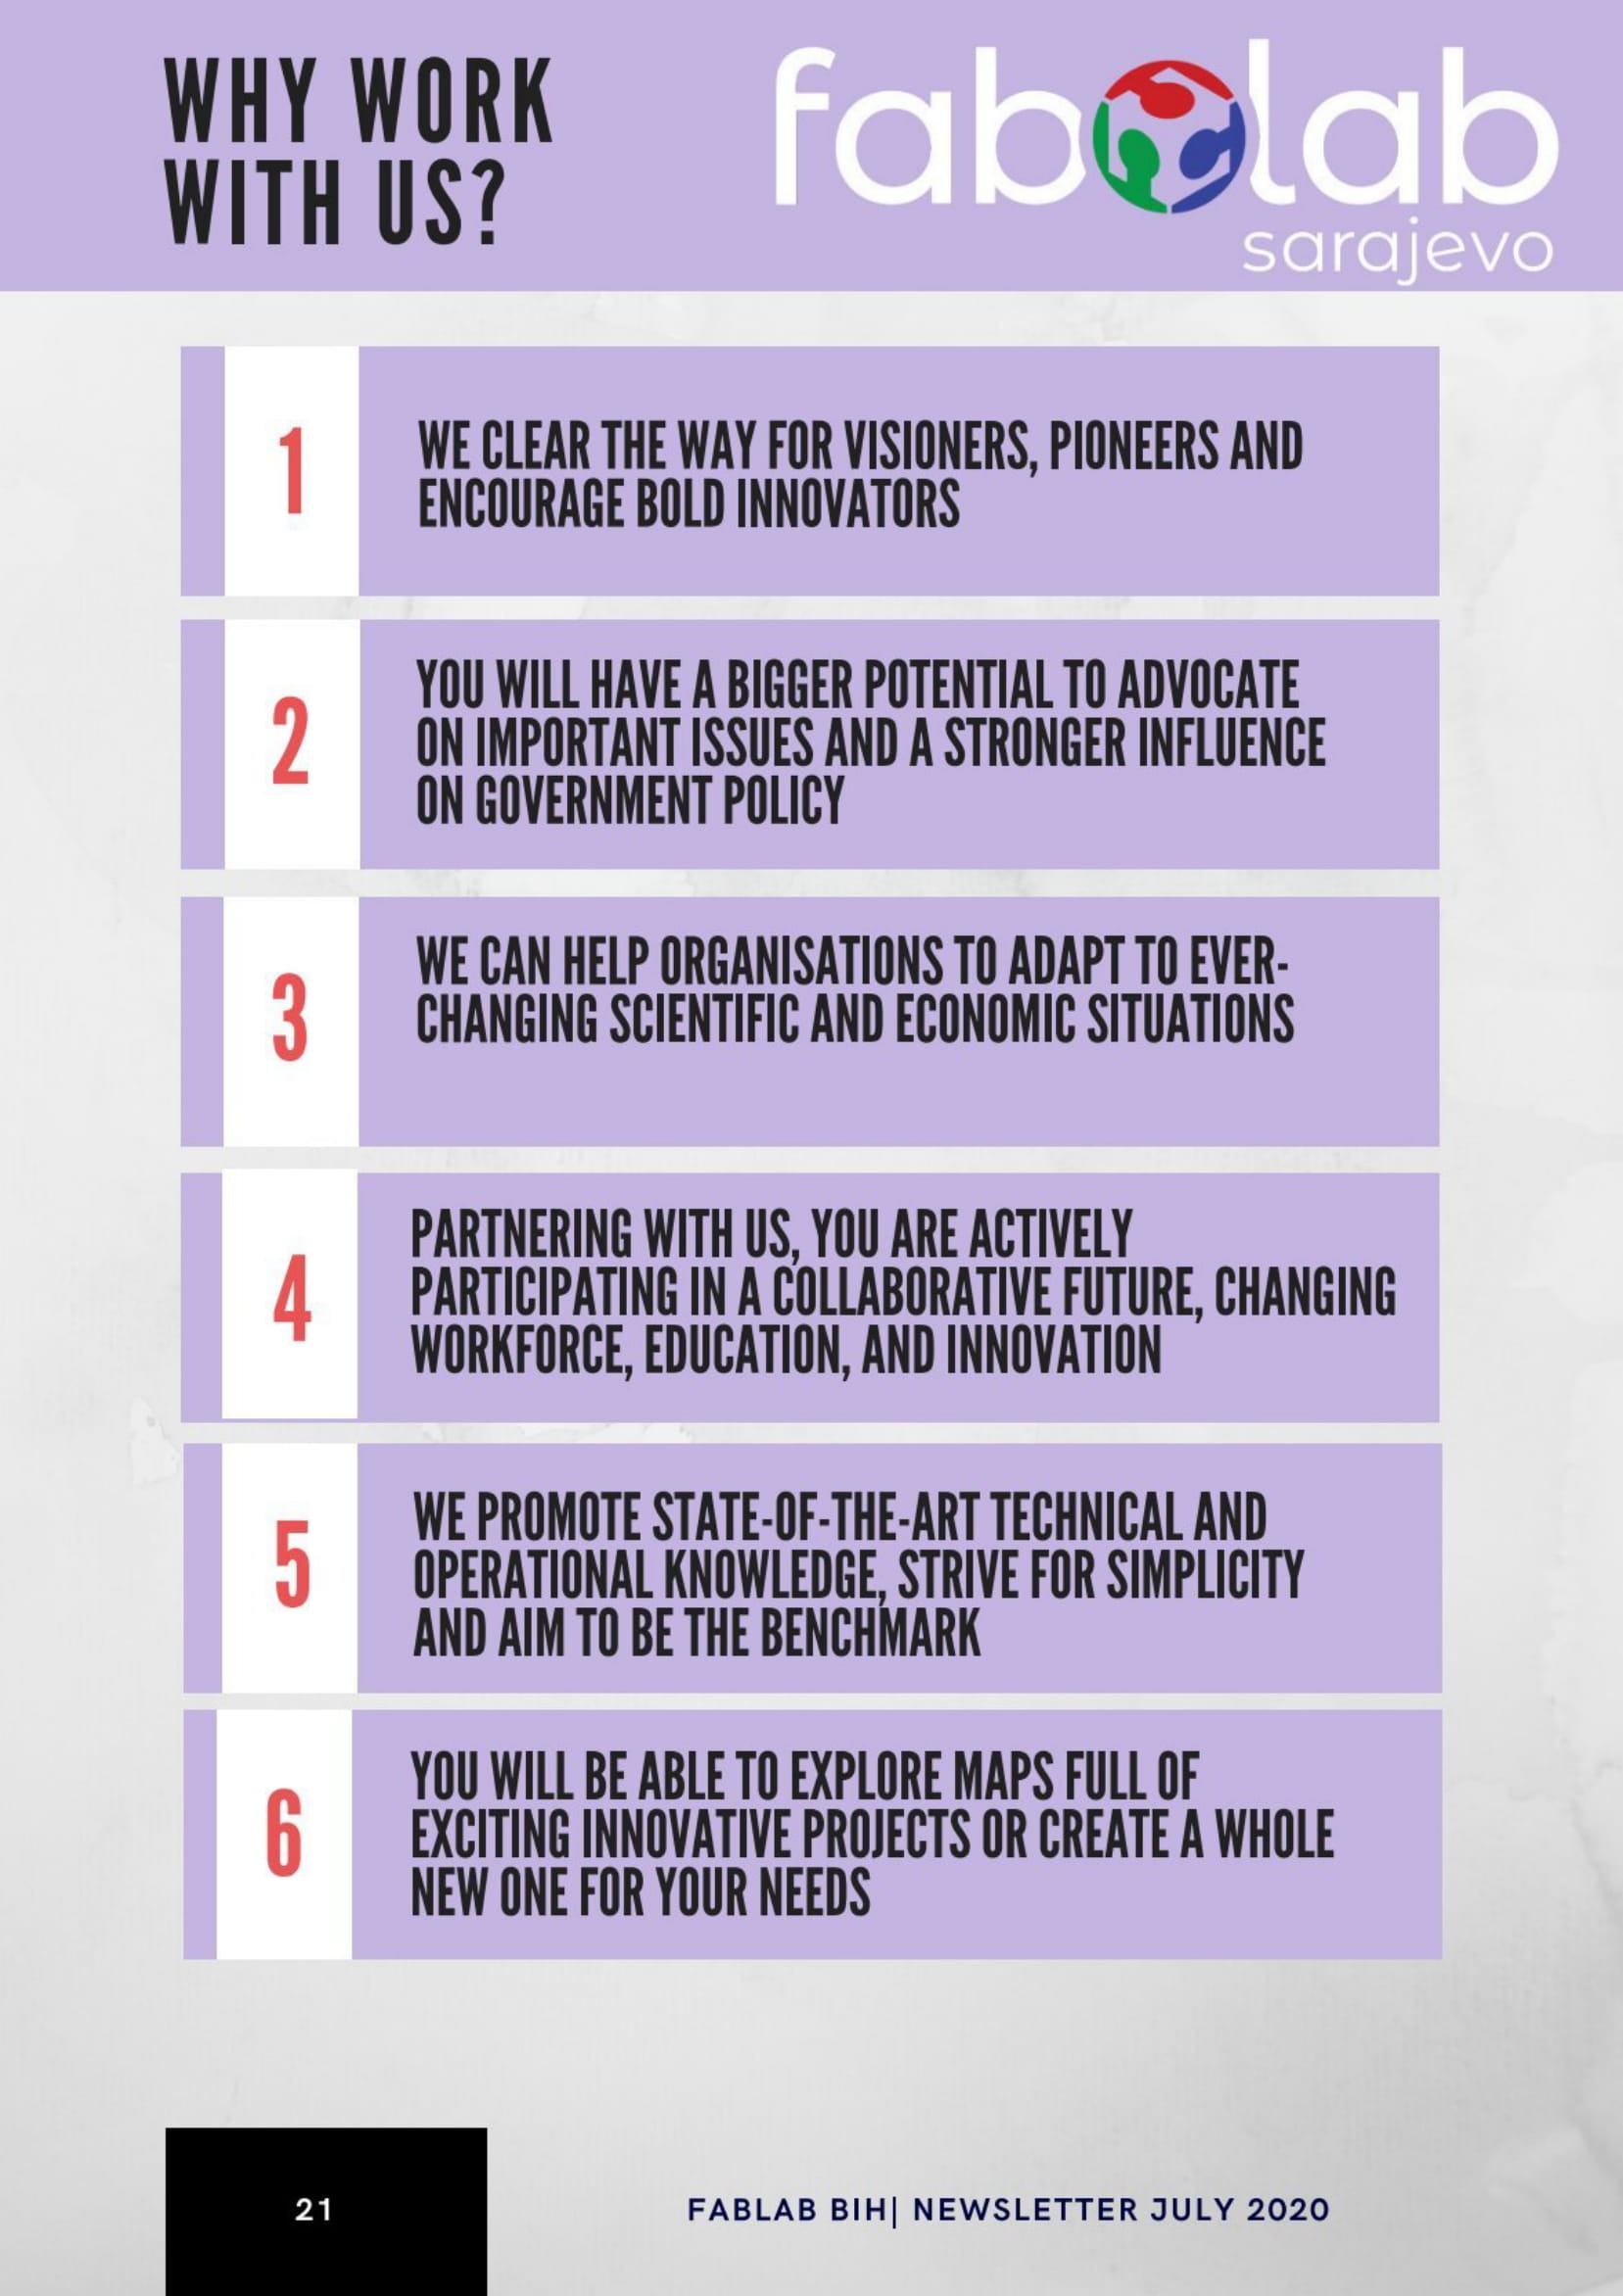 WHY WORK
WITH US?
fab lab
sarajevo
1
WE CLEAR THE WAY FOR VISIONERS, PIONEERS AND
ENCOURAGE BOLD INNOVATORS
2
YOU WILL HAVE A BIGGER POTENTIAL TO ADVOCATE
ON IMPORTANT ISSUES AND A STRONGER INFLUENCE
ON GOVERNMENT POLICY
3
WE CAN HELP ORGANISATIONS TO ADAPT TO EVER-
CHANGING SCIENTIFIC AND ECONOMIC SITUATIONS
4
PARTNERING WITH US, YOU ARE ACTIVELY
PARTICIPATING IN A COLLABORATIVE FUTURE, CHANGING
WORKFORCE, EDUCATION, AND INNOVATION
5
WE PROMOTE STATE-OF-THE-ART TECHNICAL AND
OPERATIONAL KNOWLEDGE, STRIVE FOR SIMPLICITY
AND AIM TO BE THE BENCHMARK
6
YOU WILL BE ABLE TO EXPLORE MAPS FULL OF
EXCITING INNOVATIVE PROJECTS OR CREATE A WHOLE
NEW ONE FOR YOUR NEEDS
21
FABLAB BIH| NEWSLETTER JULY 2020